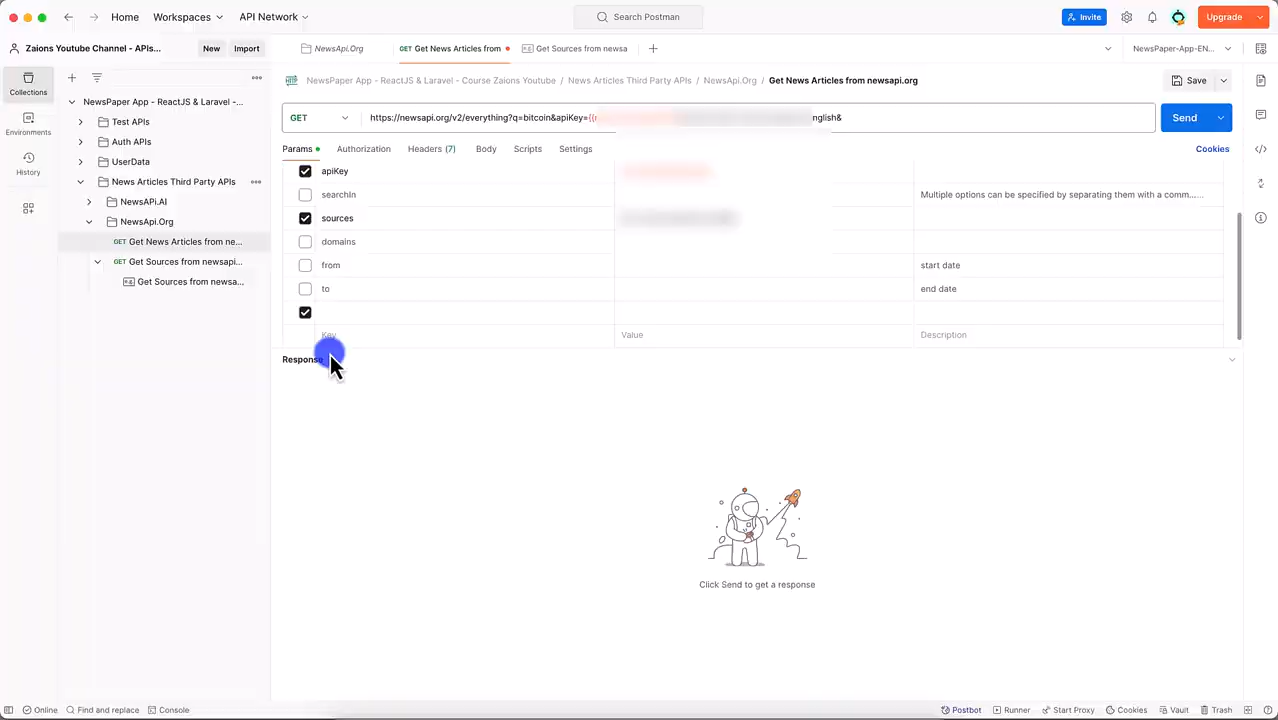 Home Workspaces API Network Search Postman Invite Upgrade
Zaions Youtube Channel - APIs... New Import NewsApi.Org GET Get News Articles from GET Get Sources from newsa NewsPaper-App-EN...
Collections
Environments
History
NewsPaper App - ReactJS & Laravel -...
Test APIs
Auth APIs
UserData
News Articles Third Party APIs
NewsAPi.AI
NewsApi.Org
GET Get News Articles from ne...
GET Get Sources from newsapi...
Get Sources from newsa...
NewsPaper App - ReactJS & Laravel - Course Zaions Youtube / News Articles Third Party APIs / NewsApi.Org / Get News Articles from newsapi.org Save
GET https://newsapi.org/v2/everything?q=bitcoin&apiKey={{ nglish& Send
Params Authorization Headers (7) Body Scripts Settings Cookies
apiKey
searchIn Multiple options can be specified by separating them with a comm......
sources
domains
from start date
to end date
Key Value Description
Response
Click Send to get a response
Online Find and replace Console Postbot Runner Start Proxy Cookies Vault Trash